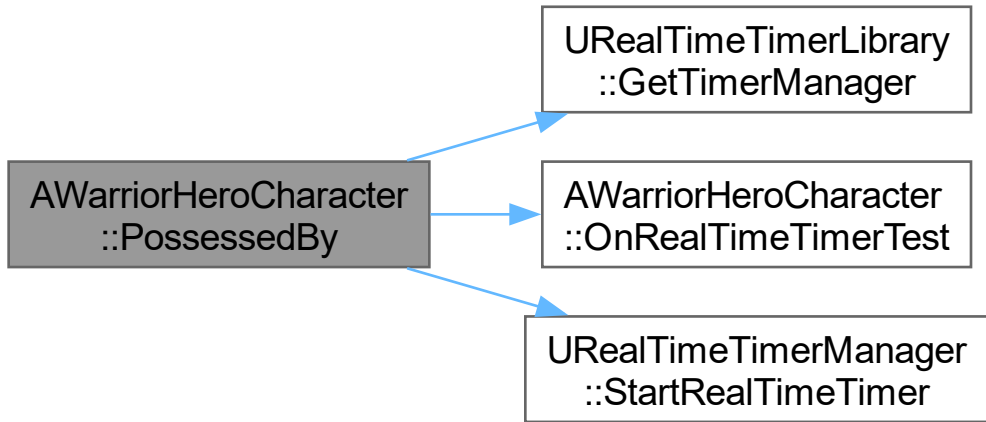 URealTimeTimerLibrary
::GetTimerManager
AWarriorHeroCharacter
::PossessedBy
AWarriorHeroCharacter
::OnRealTimeTimerTest
URealTimeTimerManager
::StartRealTimeTimer